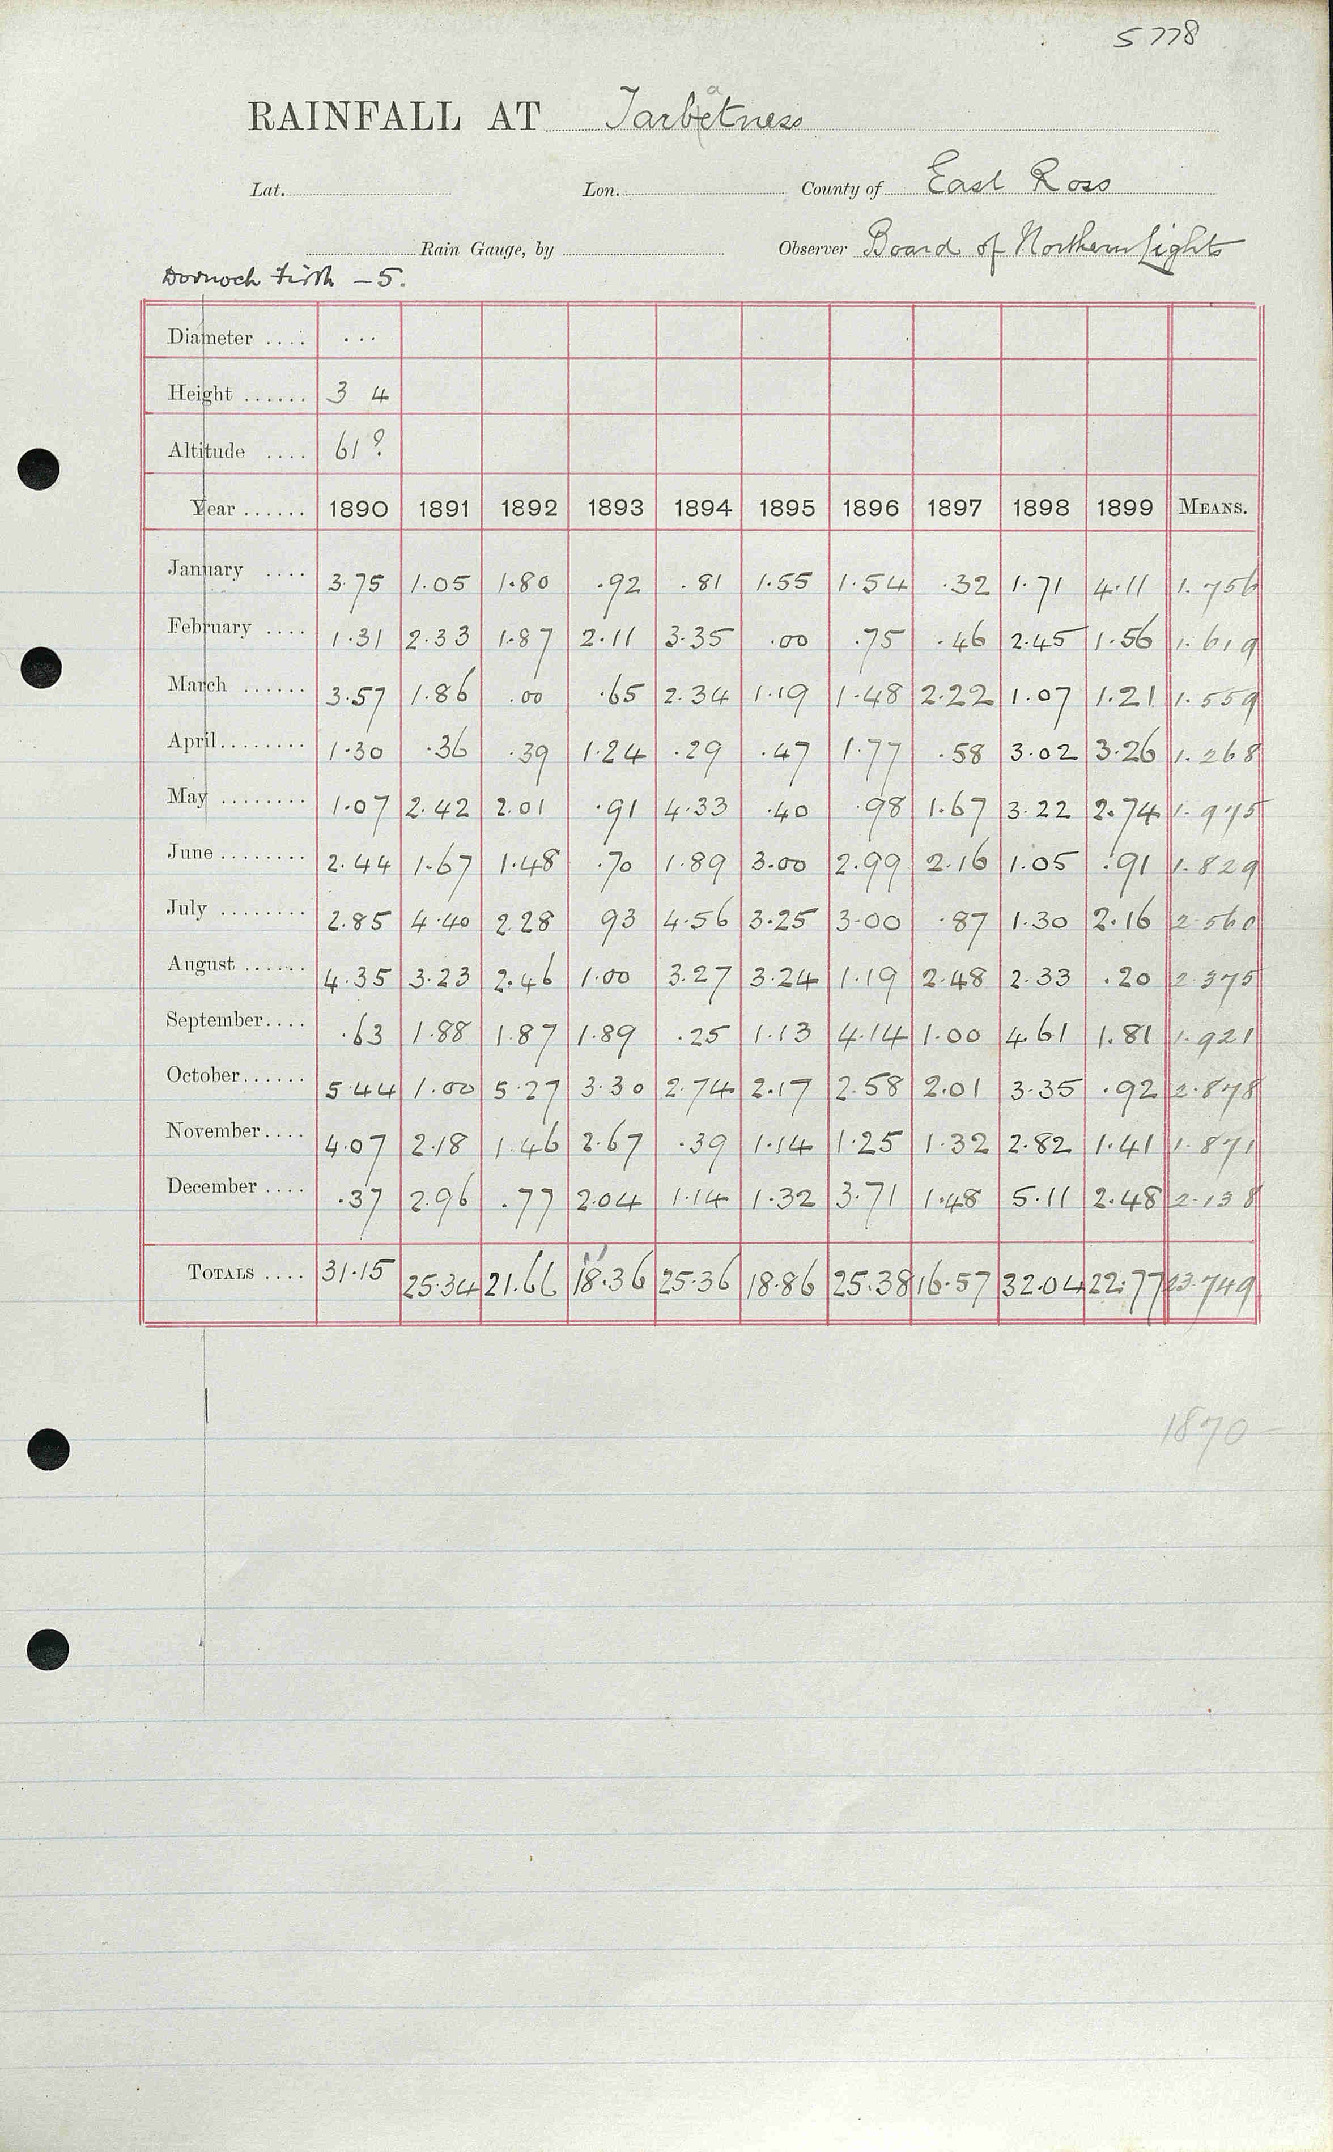 5778
RAINFALL AT Tarbatness
Lat. Lon. County of East Ross
Rain Gauge, by Observer Board of Northern Lights
Dornoch Firth – 5.
Diameter .... ...
Height ...... 3 4
Altitude .... 61?
Year ...... 1890 1891 1892 1893 1894 1895 1896 1897 1898 1899 MEANS.
January .... 3.75 1.05 1.80 .92 .81 1.55 1.54 .32 1.71 4.11 1.756
February .... 1.31 2.33 1.87 2.11 3.35 .00 .75 .46 2.45 1.56 1.619
March ...... 3.57 1.86 .00 .65 2.34 1.19 1.48 2.22 1.07 1.21 1.559
April........ 1.30 .36 .39 1.24 .29 .47 1.77 .58 3.02 3.26 1.268
May ........ 1.07 2.42 2.01 .91 4.33 .40 .98 1.67 3.22 2.74 1.975
June ........ 2.44 1.67 1.48 .70 1.89 3.00 2.99 2.16 1.05 .91 1.829
July ........ 2.85 4.40 2.28 93 4.56 3.25 3.00 .87 1.30 2.16 2.560
August ...... 4.35 3.23 2.46 1.00 3.27 3.24 1.19 2.48 2.33 .20 2.375
September.... .63 1.88 1.87 1.89 .25 1.13 4.14 1.00 4.61 1.81 1.921
October...... 5.44 1.00 5.27 3.30 2.74 2.17 2.58 2.01 3.35 .92 2.878
November.... 4.07 2.18 1.46 2.67 .39 1.14 1.25 1.32 2.82 1.41 1.871
December .... .37 2.96 .77 2.04 1.14 1.32 3.71 1.48 5.11 2.48 2.138
TOTALS .... 31.15 25.34 21.66 18.36 25.36 18.86 25.38 16.57 32.04 22.77 23.749
1870 –